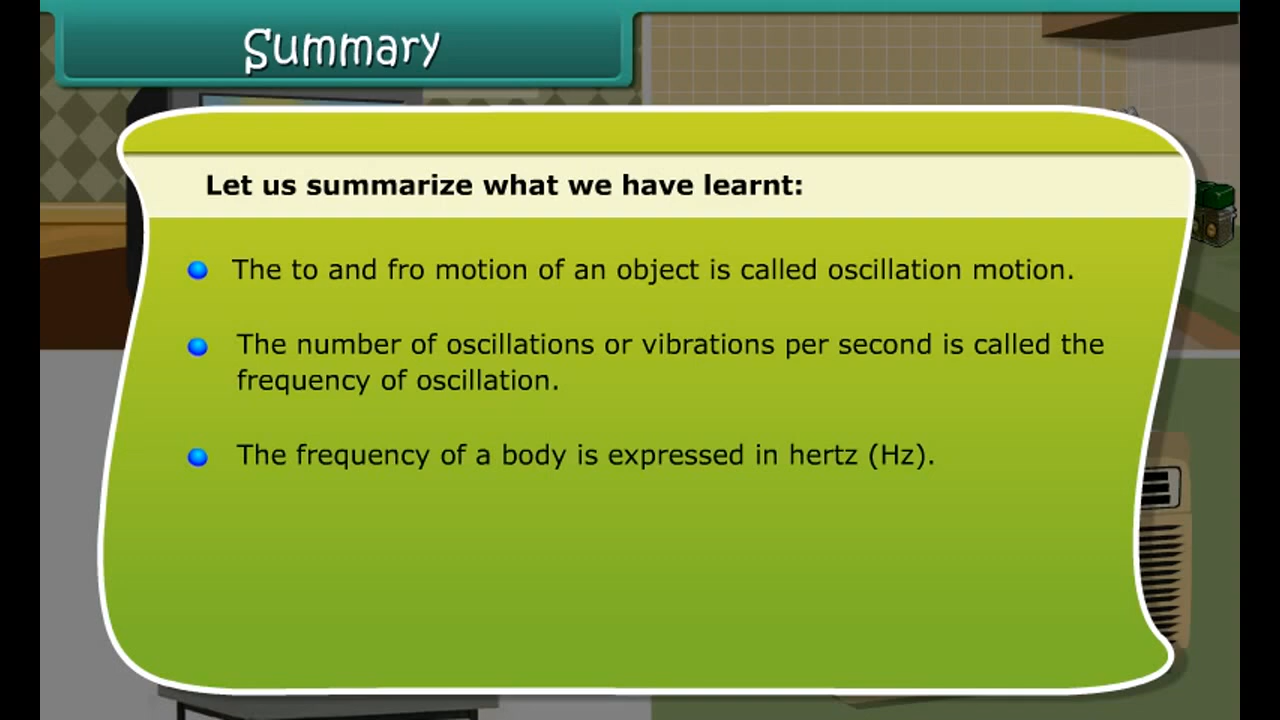 Summary
Let us summarize what we have learnt:
The to and fro motion of an object is called oscillation motion.
The number of oscillations or vibrations per second is called the
frequency of oscillation.
The frequency of a body is expressed in hertz (Hz).